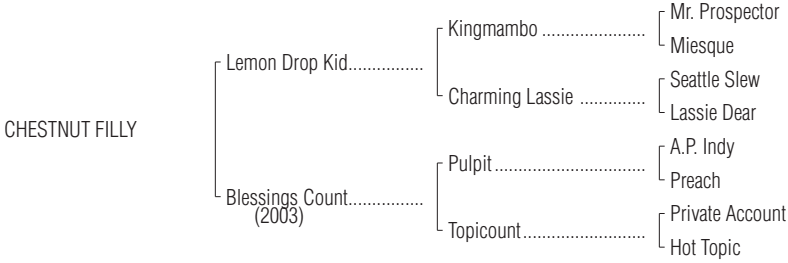 Mr. Prospector
Kingmambo ......................
Miesque
Lemon Drop Kid................
Seattle Slew
Charming Lassie ..............
Lassie Dear
CHESTNUT FILLY
A.P. Indy
Pulpit................................
Preach
Blessings Count................
(2003)
Private Account
Topicount..........................
Hot Topic